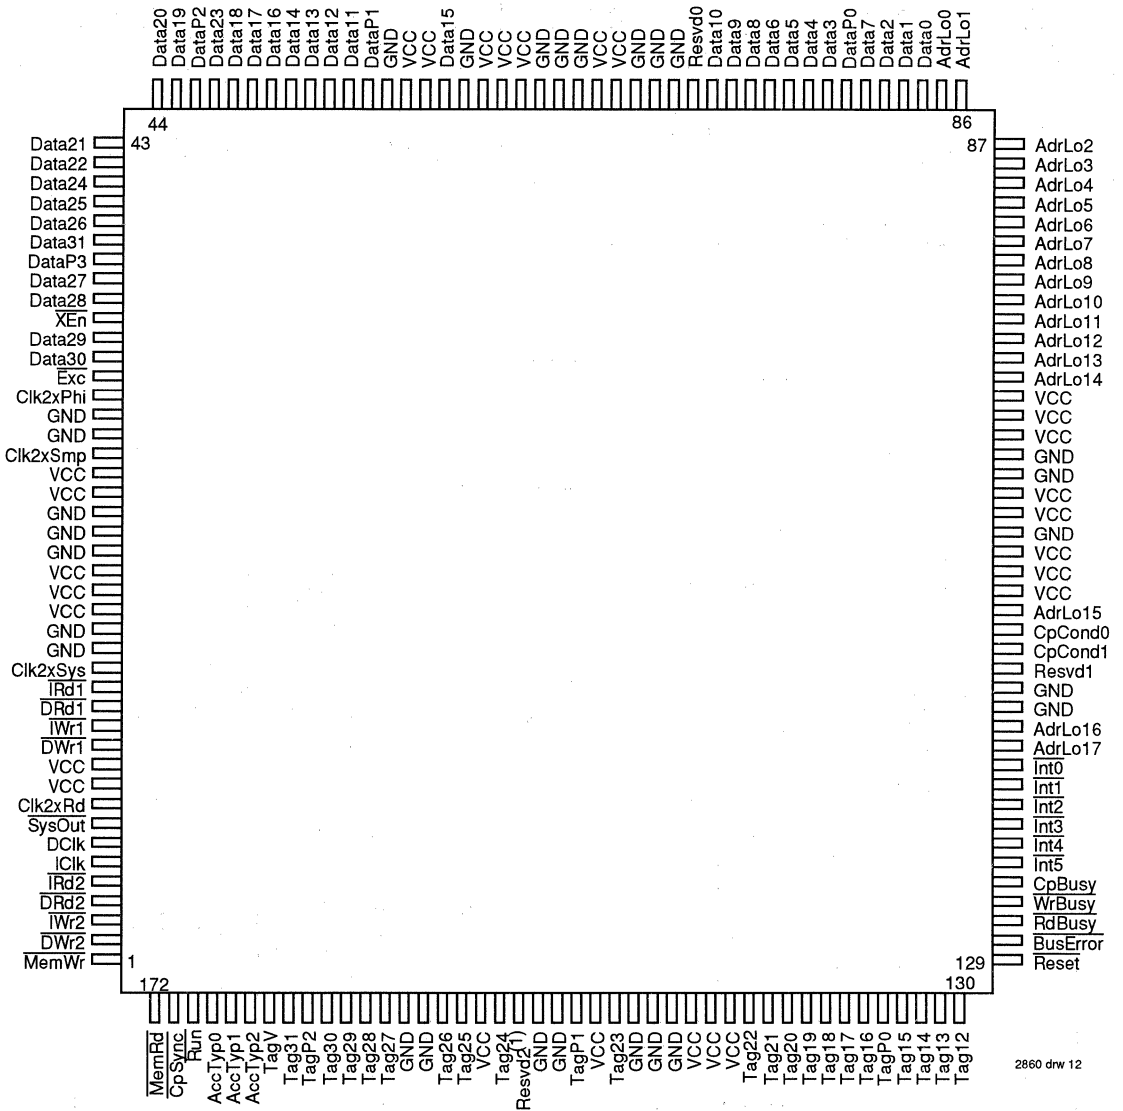 Data20
Data19
DataP2
Data23
Data18
Data17
Data16
Data14
Data13
Data12
Data11
DataP1
GND
VCC
VCC
Data15
GND
VCC
VCC
VCC
GND
GND
GND
VCC
VCC
GND
GND
GND
Resvd0
Data10
Data9
Data8
Data6
Data5
Data4
Data3
DataP0
Data7
Data2
Data1
Data0
AdrLo0
AdrLo1
44
86
43
87
Data21
Data22
Data24
Data25
Data26
Data31
DataP3
Data27
Data28
XEn
Data29
Data30
Exc
Clk2xPhi
GND
GND
Clk2xSmp
VCC
VCC
GND
GND
GND
VCC
VCC
VCC
GND
GND
Clk2xSys
IRd1
DRd1
IWr1
DWr1
VCC
VCC
Clk2xRd
SysOut
DClk
IClk
IRd2
DRd2
IWr2
DWr2
MemWr
AdrLo2
AdrLo3
AdrLo4
AdrLo5
AdrLo6
AdrLo7
AdrLo8
AdrLo9
AdrLo10
AdrLo11
AdrLo12
AdrLo13
AdrLo14
VCC
VCC
VCC
GND
GND
VCC
VCC
GND
VCC
VCC
VCC
AdrLo15
CpCond0
CpCond1
Resvd1
GND
GND
AdrLo16
AdrLo17
Int0
Int1
Int2
Int3
Int4
Int5
CpBusy
WrBusy
RdBusy
BusError
Reset
1
129
172
130
MemRd
CpSync
Run
AccTyp0
AccTyp1
AccTyp2
TagV
Tag31
TagP2
Tag30
Tag29
Tag28
Tag27
GND
GND
Tag26
Tag25
VCC
Tag24
Resvd2(1)
GND
GND
TagP1
VCC
Tag23
GND
GND
GND
VCC
VCC
VCC
Tag22
Tag21
Tag20
Tag19
Tag18
Tag17
Tag16
TagP0
Tag15
Tag14
Tag13
Tag12
2860 drw 12